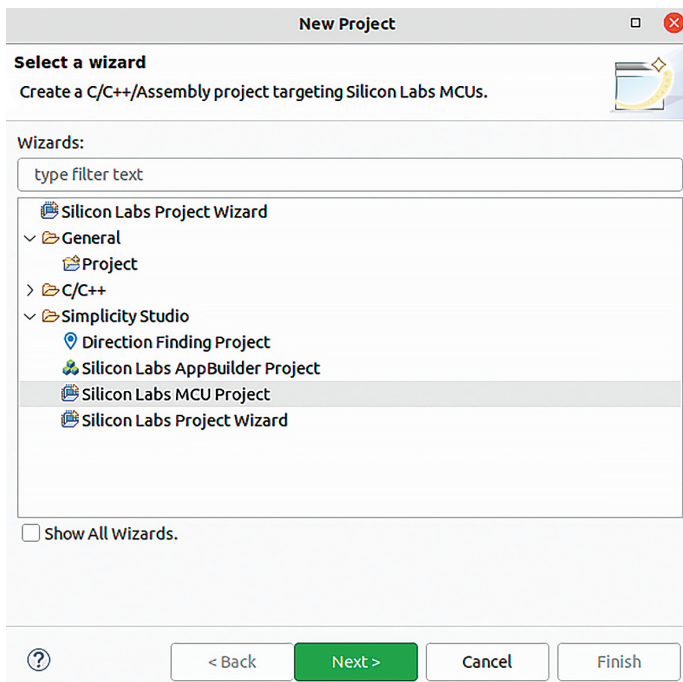 New Project
Select a wizard
Create a C/C++/Assembly project targeting Silicon Labs MCUs.
Wizards:
type filter text
Silicon Labs Project Wizard
General
Project
C/C++
Simplicity Studio
Direction Finding Project
Silicon Labs AppBuilder Project
Silicon Labs MCU Project
Silicon Labs Project Wizard
Show All Wizards.
? < Back Next > Cancel Finish